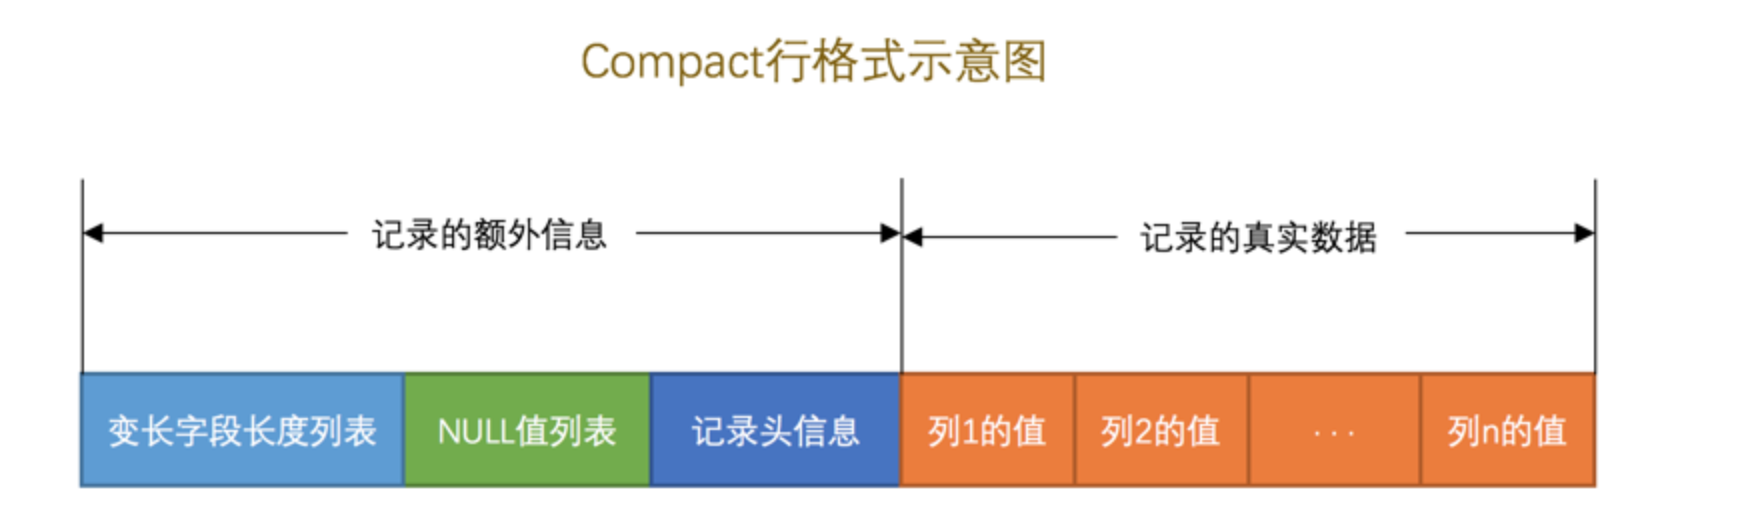 Compact行格式示意图
记录的额外信息 记录的真实数据
变长字段长度列表 NULL值列表 记录头信息 列1的值 列2的值 ... 列n的值